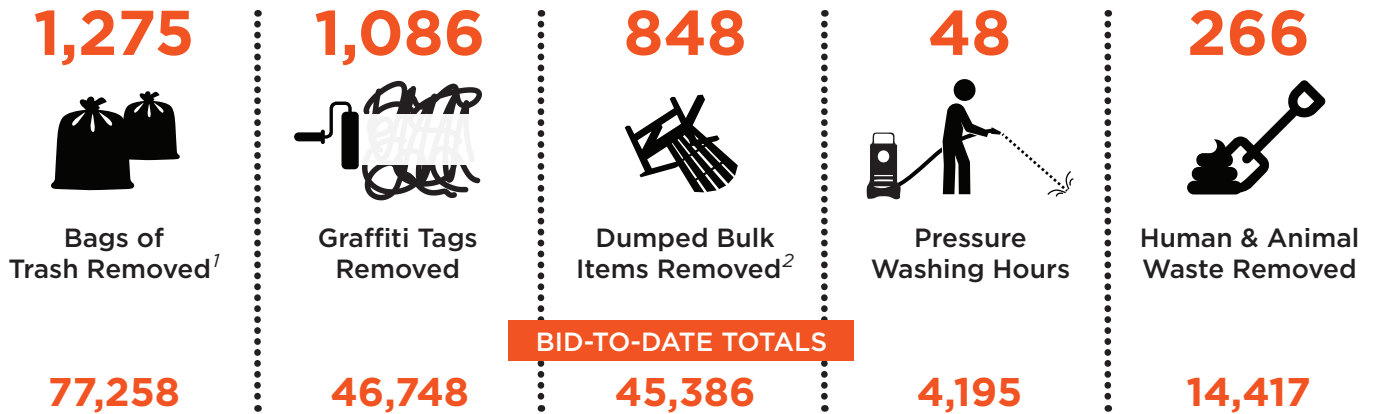 1,275
Bags of
Trash Removed1
77,258
1,086
Graffiti Tags
Removed
46,748
848
Dumped Bulk
Items Removed2
BID-TO-DATE TOTALS
45,386
48
Pressure
Washing Hours
4,195
266
Human & Animal
Waste Removed
14,417